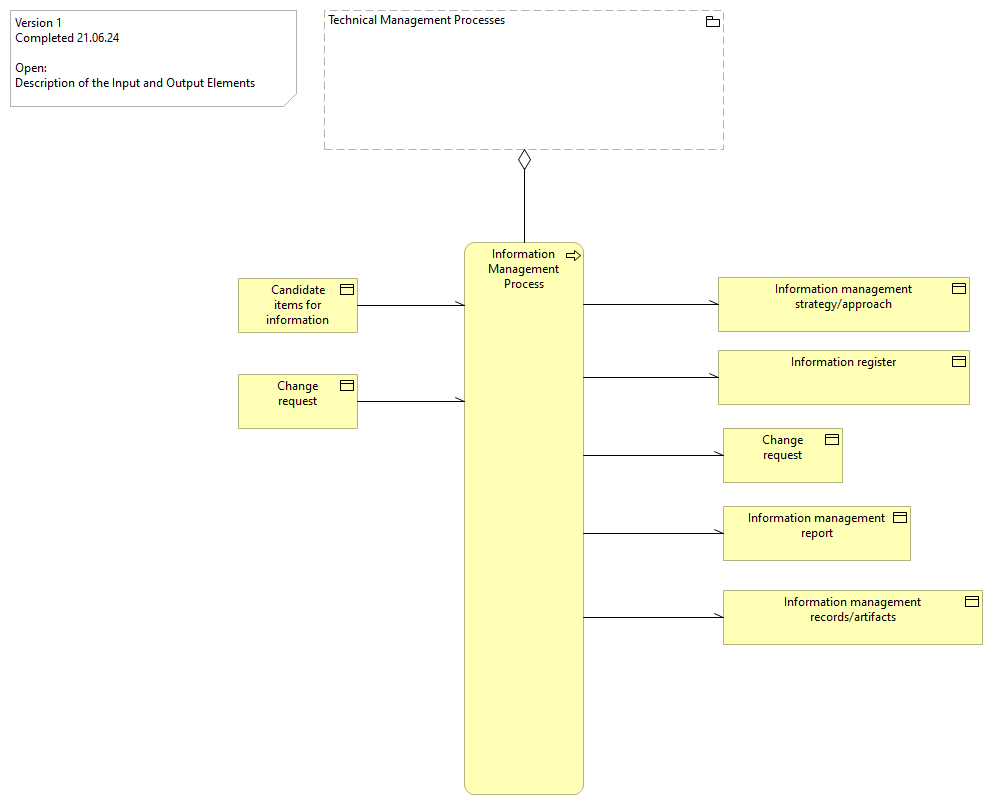 Version 1
Completed 21.06.24
Open:
Description of the Input and Output Elements
Technical Management Processes
Information
Management
Process
Candidate
items for
information
Change
request
Information management
strategy/approach
Information register
Change
request
Information management
report
Information management
records/artifacts